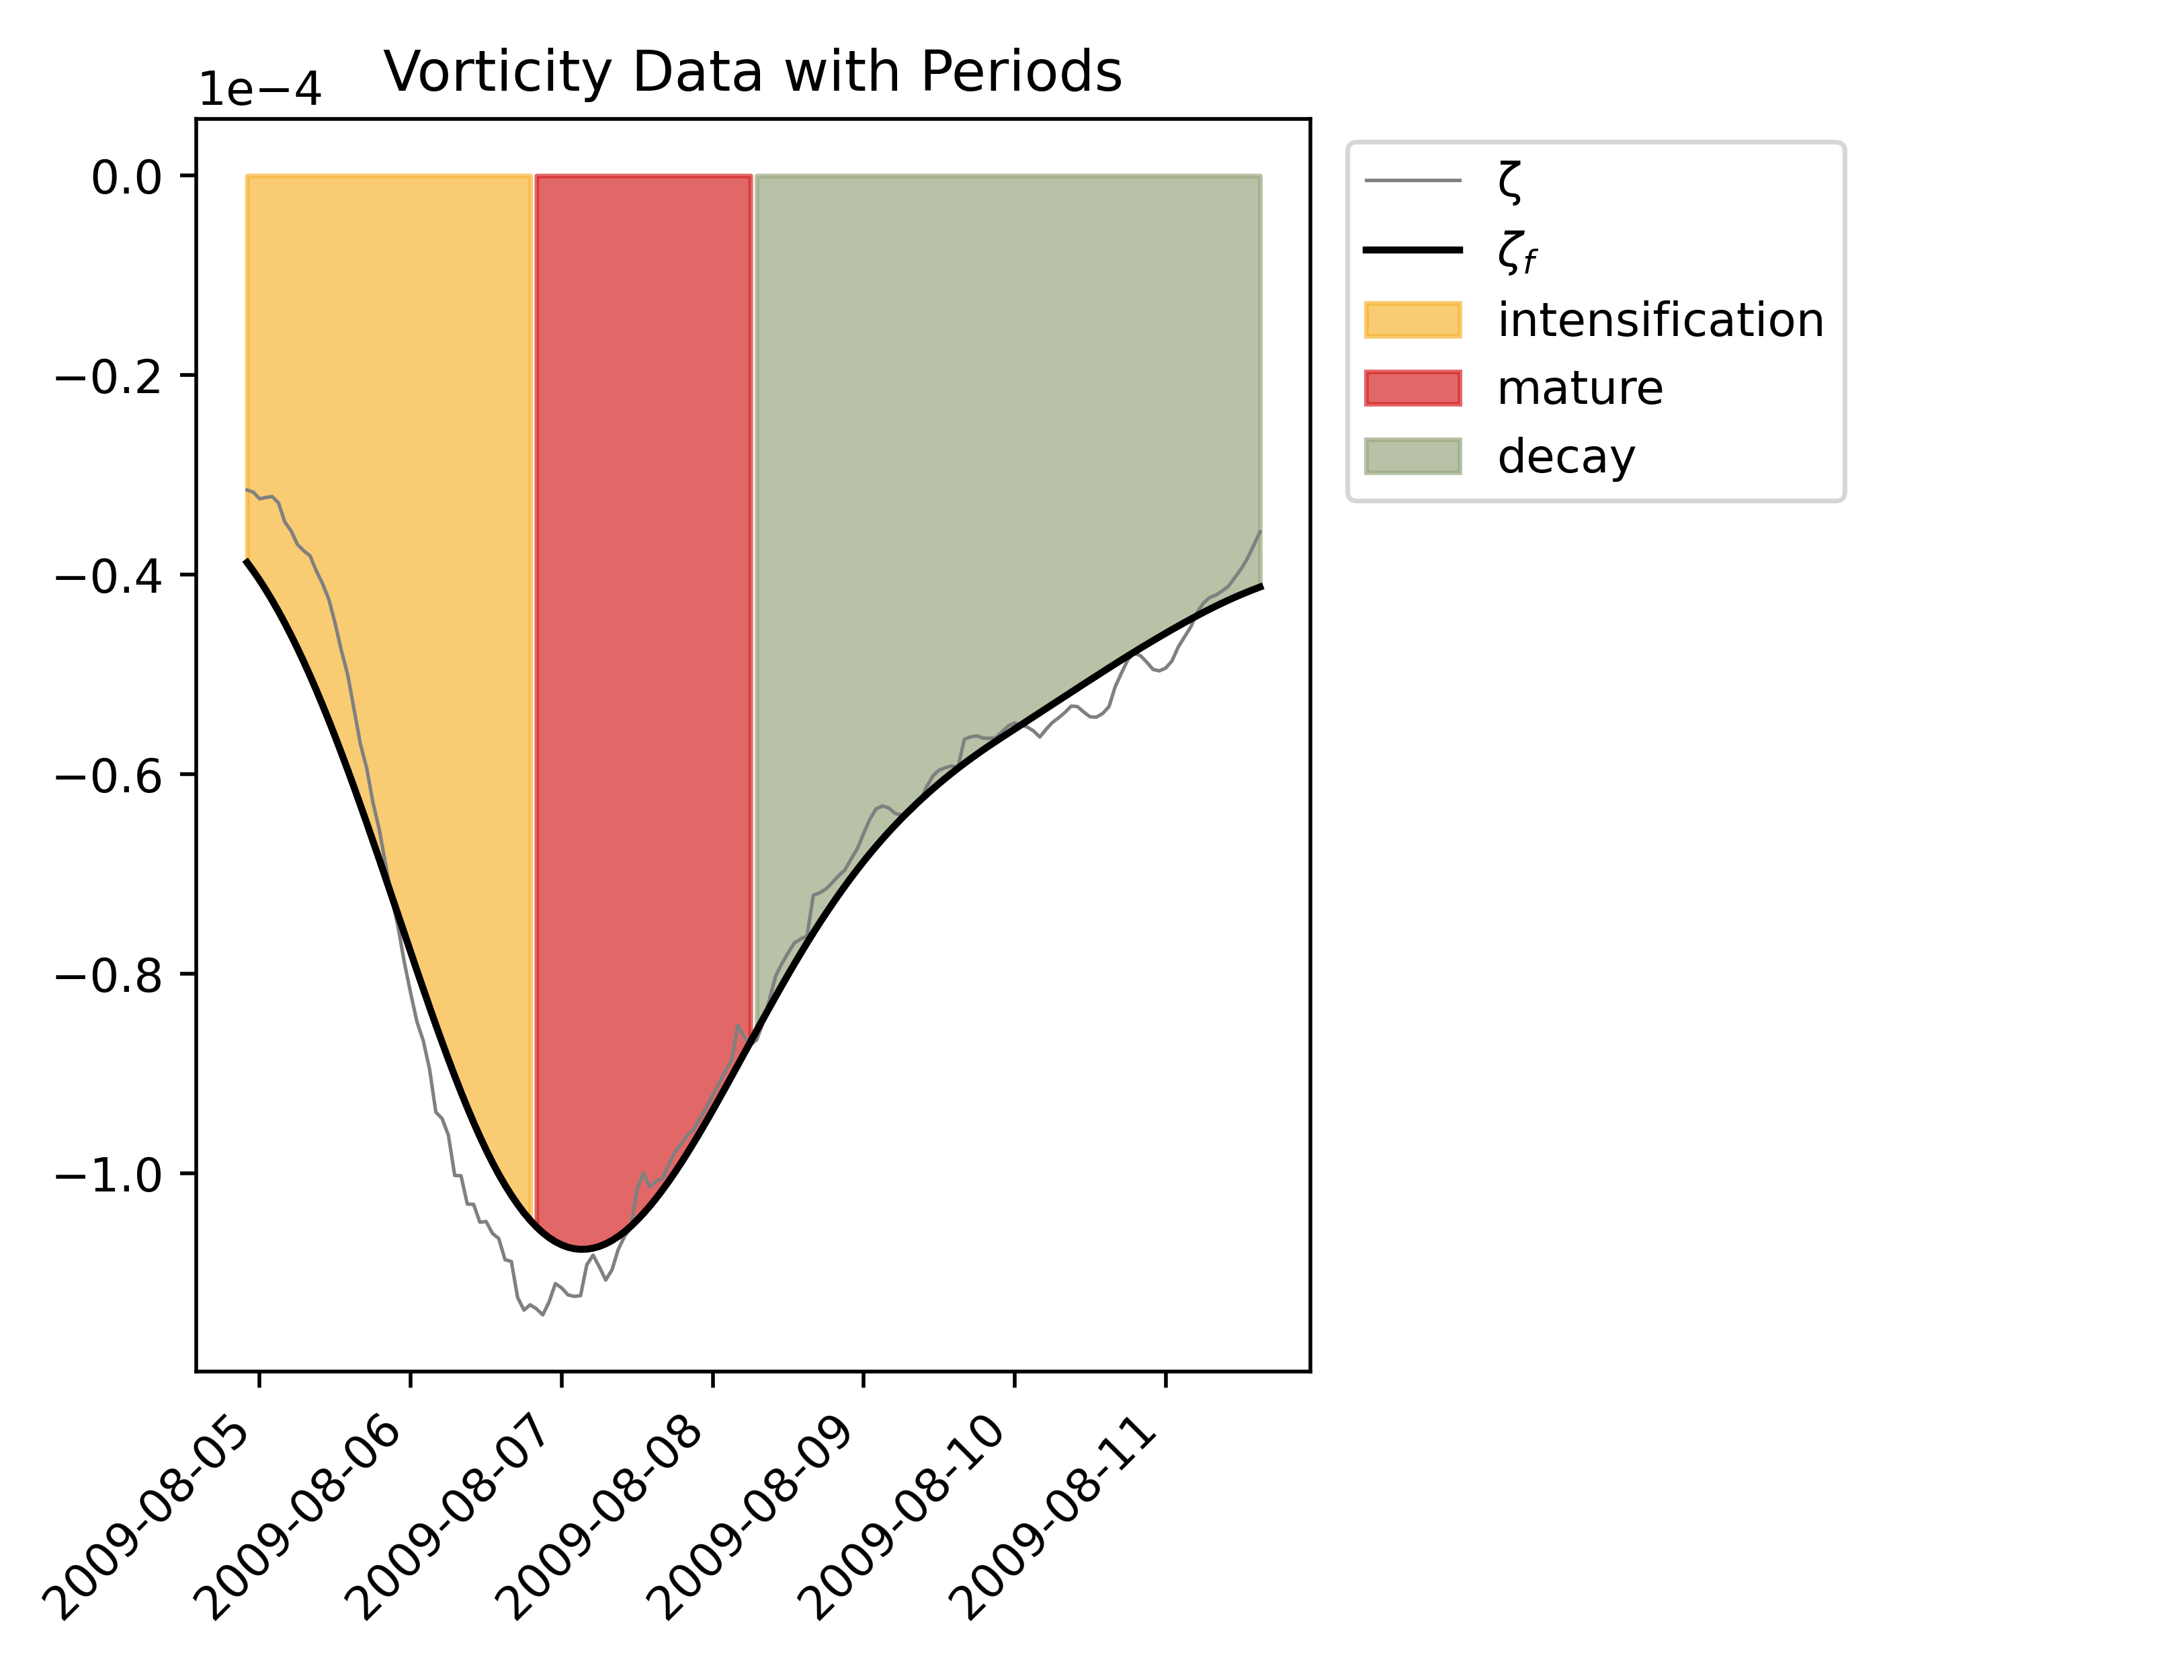 Vorticity Data with Periods
1e−4
0.0
−0.2
−0.4
−0.6
−0.8
−1.0
2009-08-05
2009-08-06
2009-08-07
2009-08-08
2009-08-09
2009-08-10
2009-08-11
ζ
ζf
intensification
mature
decay